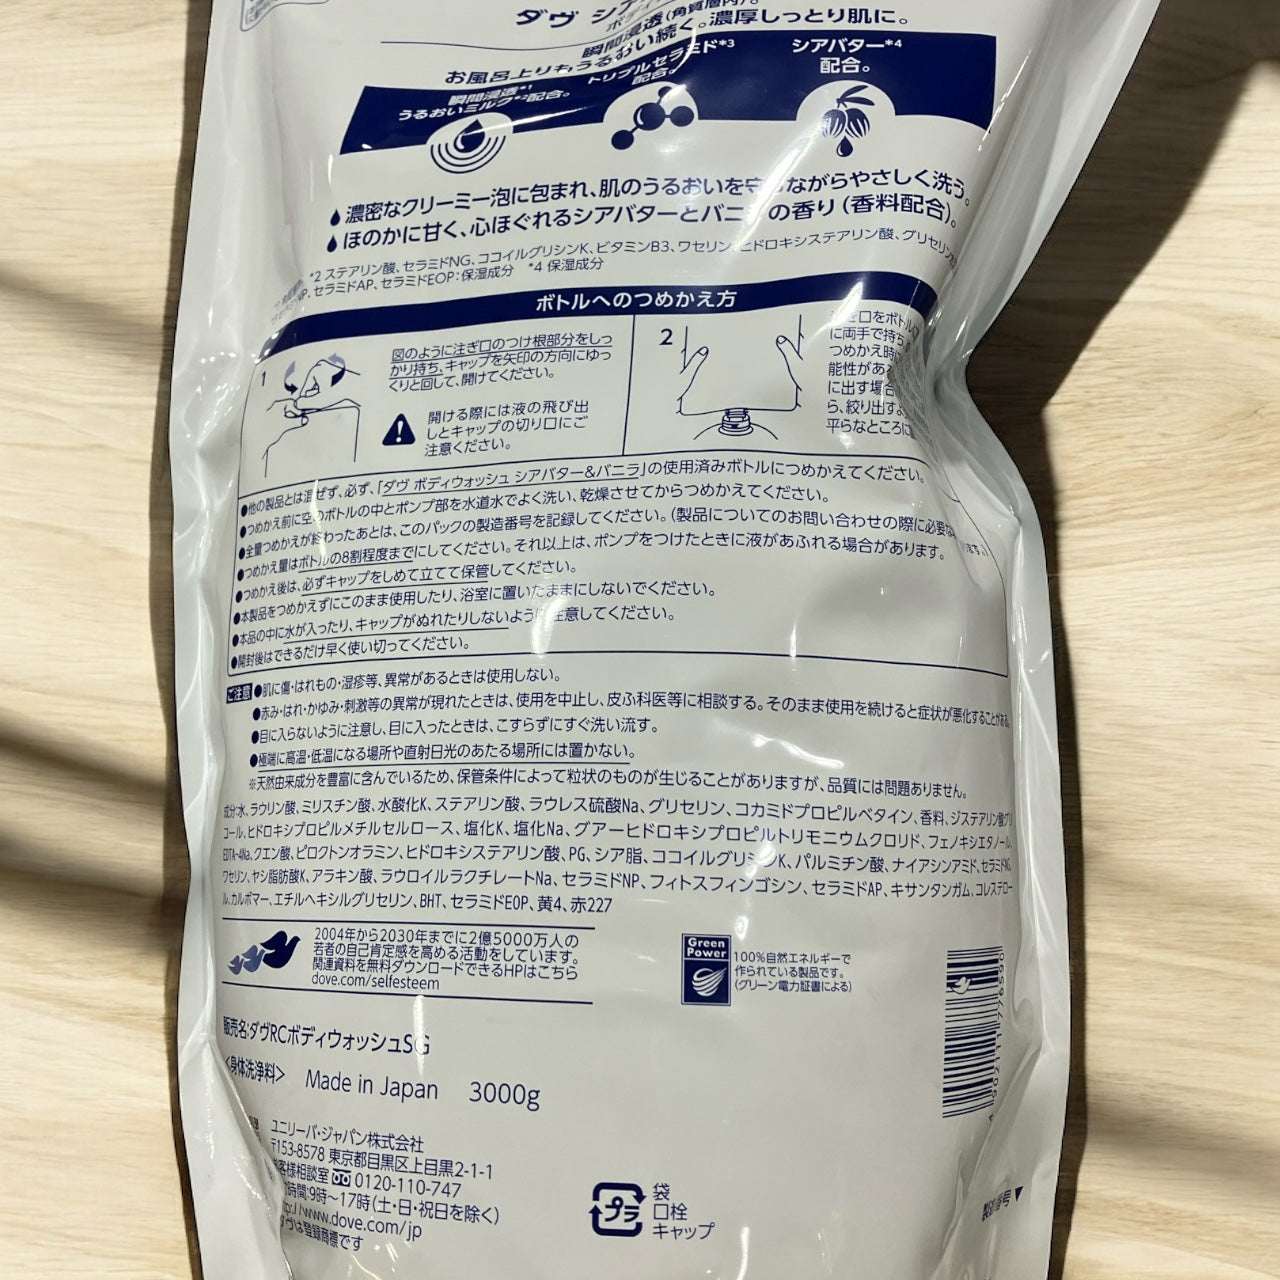 ダヴ シア
瞬間浸透(角質層内)。
お風呂上りもうるおい続く。濃厚しっとり肌に。
瞬間浸透*1
うるおいミルク*2配合。
トリプルセラミド*3
配合。
シアバター*4
配合。
濃密なクリーミー泡に包まれ、肌のうるおいを守りながらやさしく洗う。
ほのかに甘く、心ほぐれるシアバターとバニラの香り(香料配合)。
*2 ステアリン酸、セラミドNG、ココイルグリシンK、ビタミンB3、ワセリン、ヒドロキシステアリン酸、グリセリン
NP、セラミドAP、セラミドEOP:保湿成分 *4 保湿成分
ボトルへのつめかえ方
1
図のように注ぎ口のつけ根部分をしっ
かり持ち、キャップを矢印の方向にゆっ
くりと回して、開けてください。
開ける際には液の飛び出
しとキャップの切り口にご
注意ください。
2
ぎ口をボトルの
に両手で持ち
つめかえ時に
能性があ
に出す場合
ら、絞り出す
平らなところに
●他の製品とは混ぜず、必ず、「ダヴ ボディウォッシュ シアバター&バニラ」の使用済みボトルにつめかえてください。
●つめかえ前に空のボトルの中とポンプ部を水道水でよく洗い、乾燥させてからつめかえてください。
●全量つめかえが終わったあとは、このパックの製造番号を記録してください。(製品についてのお問い合わせの際に必要な
●つめかえ量はボトルの8割程度までにしてください。それ以上は、ポンプをつけたときに液があふれる場合があります。
●つめかえ後は、必ずキャップをしめて立てて保管してください。
●本製品をつめかえずにこのまま使用したり、浴室に置いたままにしないでください。
●本品の中に水が入ったり、キャップがぬれたりしないように注意してください。
●開封後はできるだけ早く使い切ってください。
ご注意 ●肌に傷・はれもの・湿疹等、異常があるときは使用しない。
●赤み・はれ・かゆみ・刺激等の異常が現れたときは、使用を中止し、皮ふ科医等に相談する。そのまま使用を続けると症状が悪化することがある。
●目に入らないように注意し、目に入ったときは、こすらずにすぐ洗い流す。
●極端に高温・低温になる場所や直射日光のあたる場所には置かない。
※天然由来成分を豊富に含んでいるため、保管条件によって粒状のものが生じることがありますが、品質には問題ありません。
成分:水、ラウリン酸、ミリスチン酸、水酸化K、ステアリン酸、ラウレス硫酸Na、グリセリン、コカミドプロピルベタイン、香料、ジステアリン酸グリ
コール、ヒドロキシプロピルメチルセルロース、塩化K、塩化Na、グアーヒドロキシプロピルトリモニウムクロリド、フェノキシエタノール、
EDTA-4Na、クエン酸、ピロクトンオラミン、ヒドロキシステアリン酸、PG、シア脂、ココイルグリシンK、パルミチン酸、ナイアシンアミド、セラミドNG、
ワセリン、ヤシ脂肪酸K、アラキン酸、ラウロイルラクチレートNa、セラミドNP、フィトスフィンゴシン、セラミドAP、キサンタンガム、コレステロー
ル、カルボマー、エチルヘキシルグリセリン、BHT、セラミドEOP、黄4、赤227
2004年から2030年までに2億5000万人の
若者の自己肯定感を高める活動をしています。
関連資料を無料ダウンロードできるHPはこちら
dove.com/selfesteem
Green
Power
100%自然エネルギーで
作られている製品です。
(グリーン電力証書による)
販売名:ダヴRCボディウォッシュSG
<身体洗浄料> Made in Japan 3000g
ユニリーバ・ジャパン株式会社
〒153-8578 東京都目黒区上目黒2-1-1
お客様相談室 0120-110-747
時間:9時〜17時(土・日・祝日を除く)
http://www.dove.com/jp
ダヴは登録商標です
プラ
袋
口栓
キャップ
製造番号▼